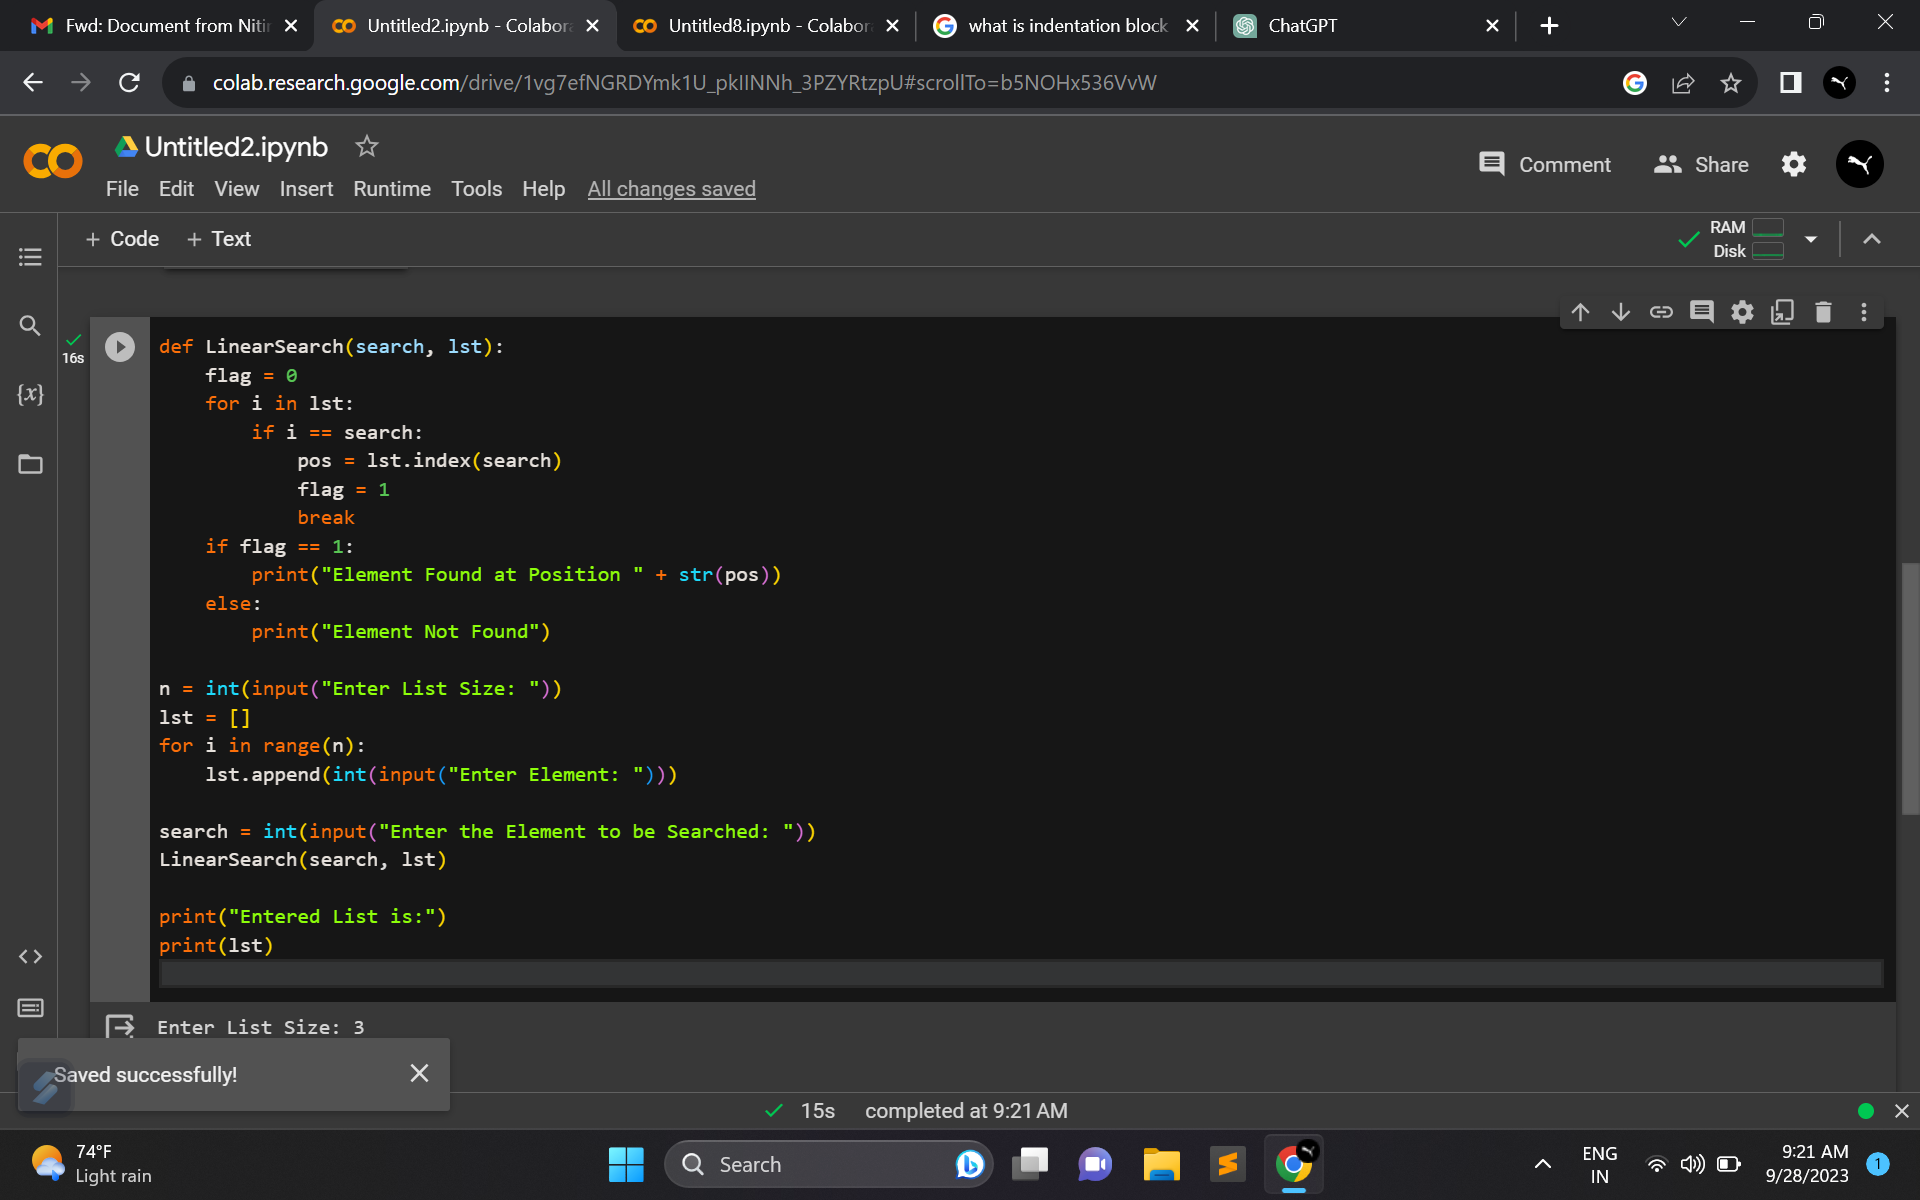 Fwd: Document from Nitin
Untitled2.ipynb - Colabora
Untitled8.ipynb - Colabora
what is indentation block
ChatGPT
colab.research.google.com/drive/1vg7efNGRDYmk1U_pkIINNh_3PZYRtzpU#scrollTo=b5NOHx536VvW
Untitled2.ipynb
Comment
Share
File Edit View Insert Runtime Tools Help All changes saved
+ Code + Text
RAM
Disk
16s
{x}
def LinearSearch(search, lst):
    flag = 0
    for i in lst:
        if i == search:
            pos = lst.index(search)
            flag = 1
            break
    if flag == 1:
        print("Element Found at Position " + str(pos))
    else:
        print("Element Not Found")
n = int(input("Enter List Size: "))
lst = []
for i in range(n):
    lst.append(int(input("Enter Element: ")))
search = int(input("Enter the Element to be Searched: "))
LinearSearch(search, lst)
print("Entered List is:")
print(lst)
Enter List Size: 3
Saved successfully!
15s completed at 9:21 AM
74°F
Light rain
Search
ENG
IN
9:21 AM
9/28/2023
1